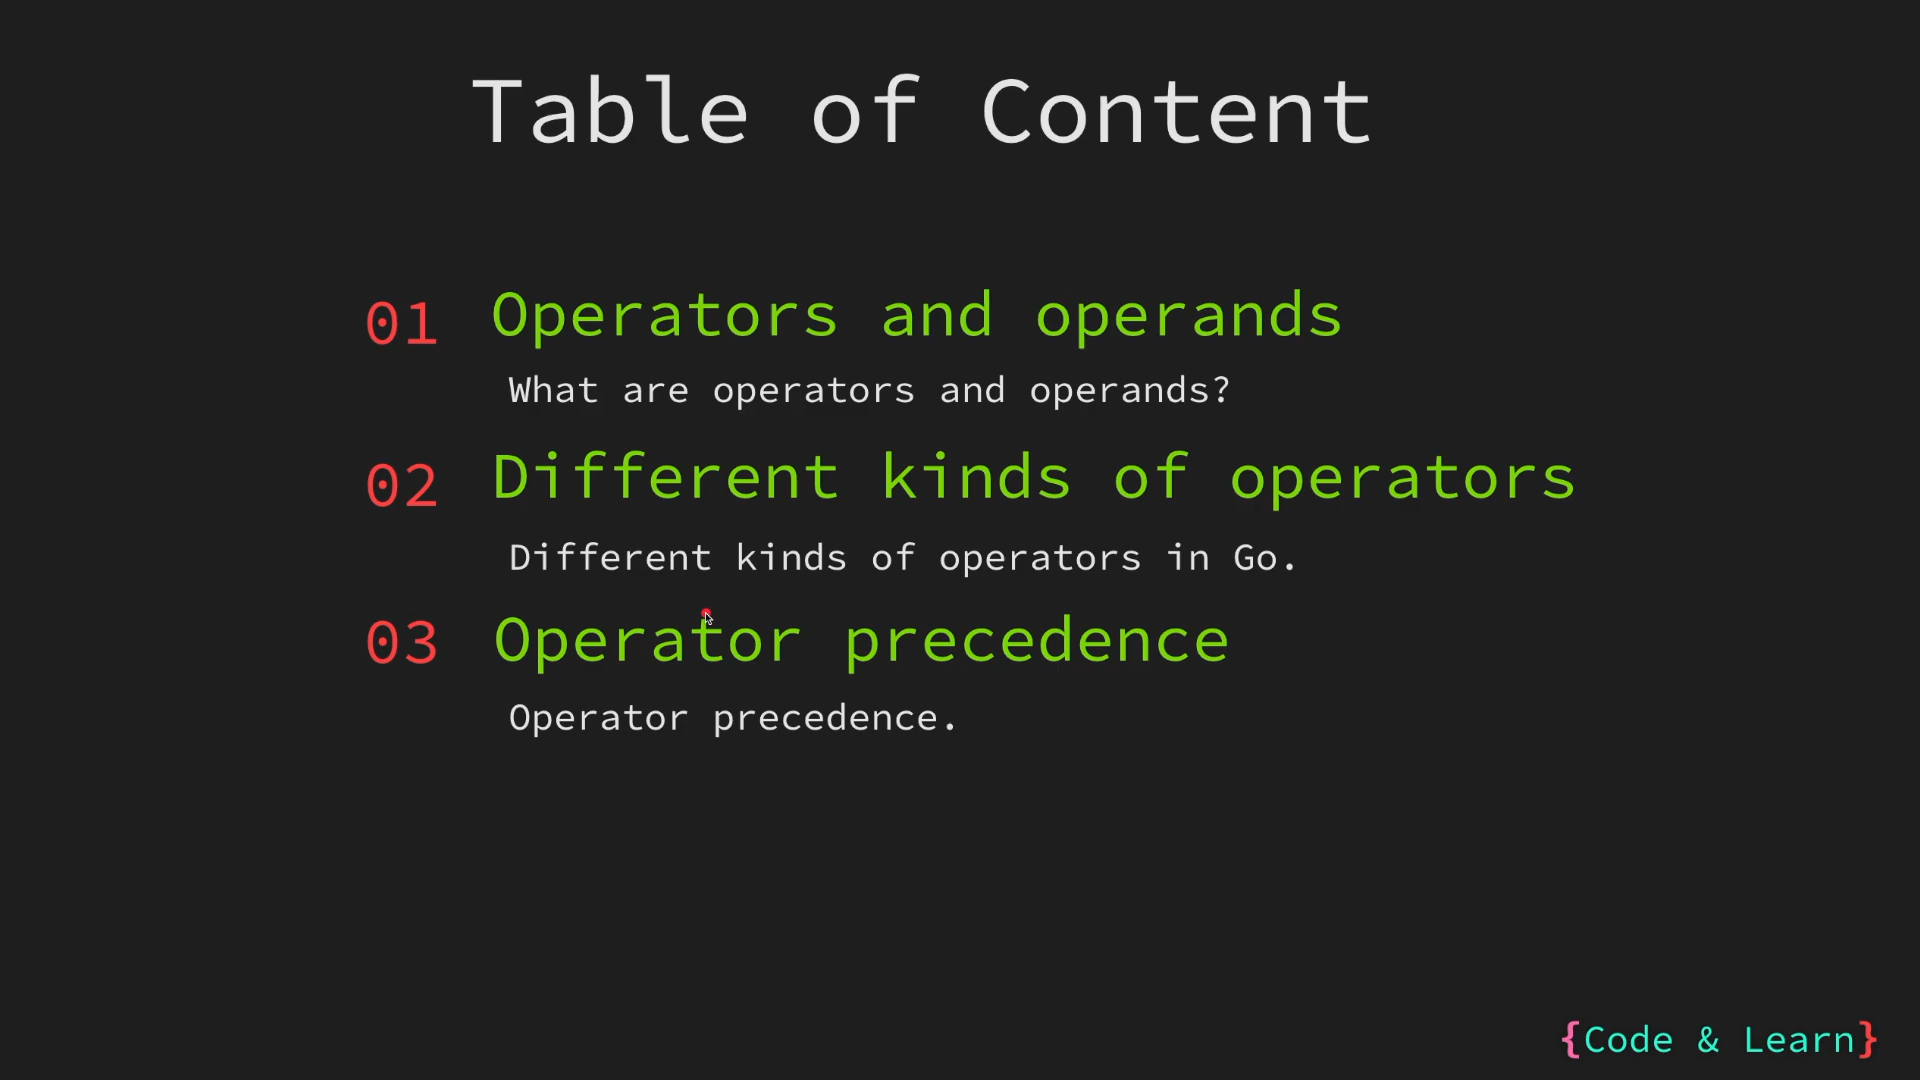 Table of Content
01 Operators and operands
What are operators and operands?
02 Different kinds of operators
Different kinds of operators in Go.
03 Operator precedence
Operator precedence.
{Code & Learn}